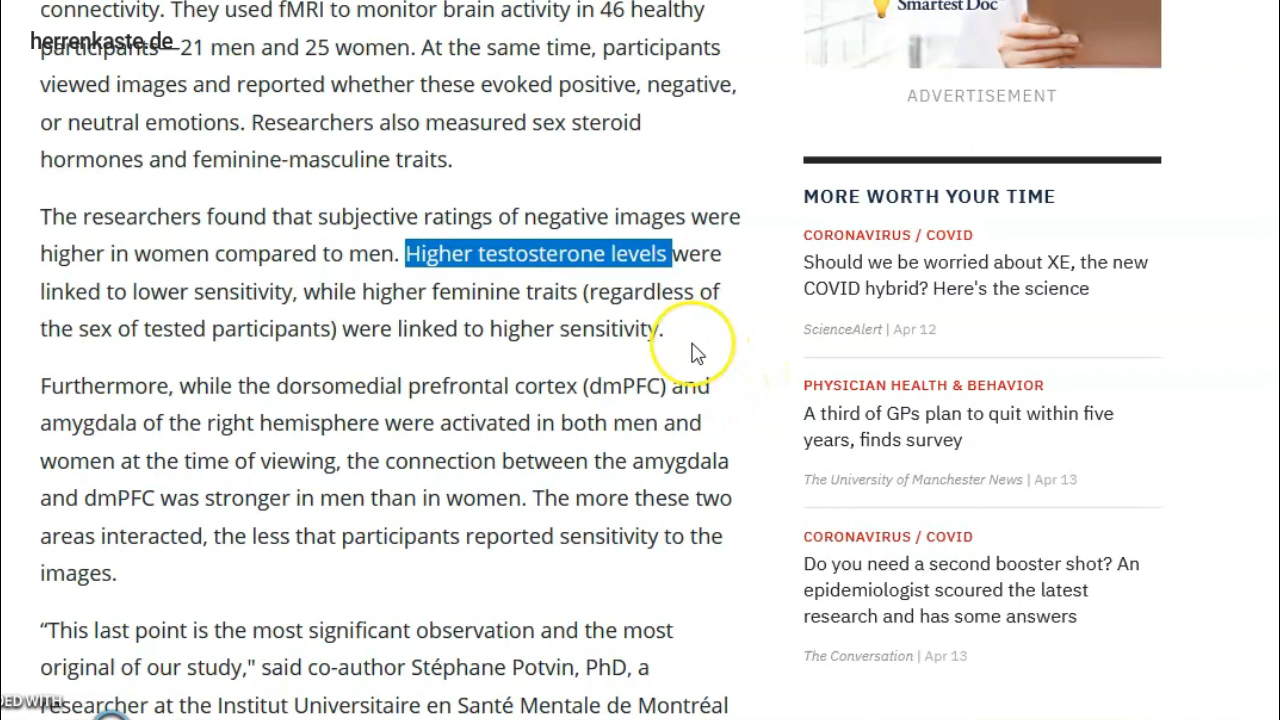 connectivity. They used fMRI to monitor brain activity in 46 healthy
herrenkaste.de
participants—21 men and 25 women. At the same time, participants
viewed images and reported whether these evoked positive, negative,
or neutral emotions. Researchers also measured sex steroid
hormones and feminine-masculine traits.
The researchers found that subjective ratings of negative images were
higher in women compared to men. Higher testosterone levels were
linked to lower sensitivity, while higher feminine traits (regardless of
the sex of tested participants) were linked to higher sensitivity.
Furthermore, while the dorsomedial prefrontal cortex (dmPFC) and
amygdala of the right hemisphere were activated in both men and
women at the time of viewing, the connection between the amygdala
and dmPFC was stronger in men than in women. The more these two
areas interacted, the less that participants reported sensitivity to the
images.
“This last point is the most significant observation and the most
original of our study," said co-author Stéphane Potvin, PhD, a
researcher at the Institut Universitaire en Santé Mentale de Montréal
WITH
Smartest Doc
ADVERTISEMENT
MORE WORTH YOUR TIME
CORONAVIRUS / COVID
Should we be worried about XE, the new
COVID hybrid? Here's the science
ScienceAlert | Apr 12
PHYSICIAN HEALTH & BEHAVIOR
A third of GPs plan to quit within five
years, finds survey
The University of Manchester News | Apr 13
CORONAVIRUS / COVID
Do you need a second booster shot? An
epidemiologist scoured the latest
research and has some answers
The Conversation | Apr 13